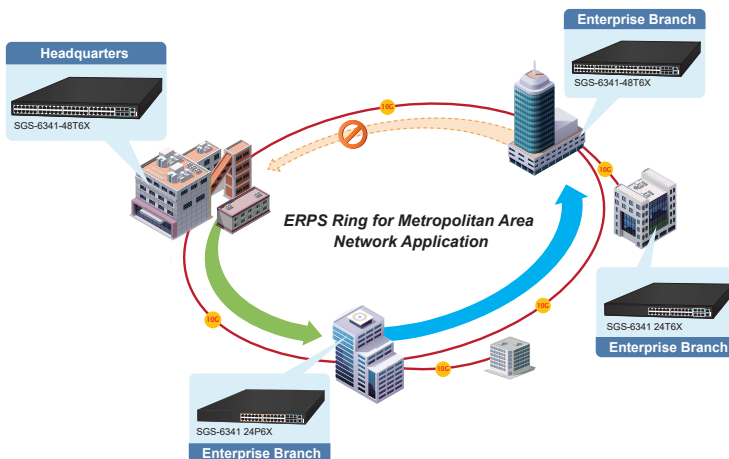 Enterprise Branch
SGS-6341-48T6X
Headquarters
SGS-6341-48T6X
10G
10G
ERPS Ring for Metropolitan Area
Network Application
10G
10G
SGS-6341 24T6X
Enterprise Branch
10G
SGS-6341 24P6X
Enterprise Branch